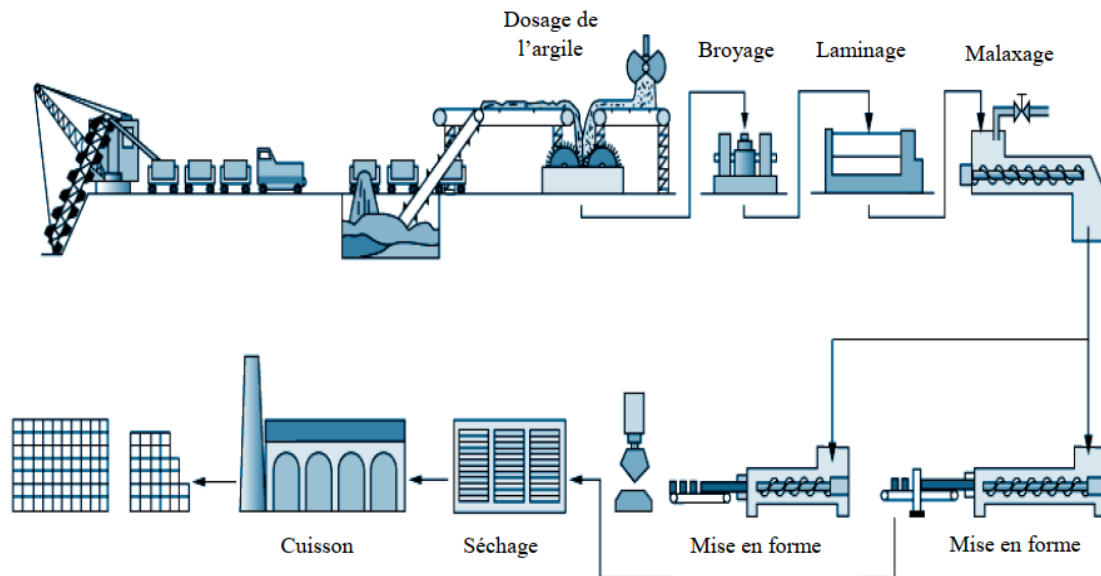 Dosage de
l’argile
Broyage
Laminage
Malaxage
Cuisson
Séchage
Mise en forme
Mise en forme